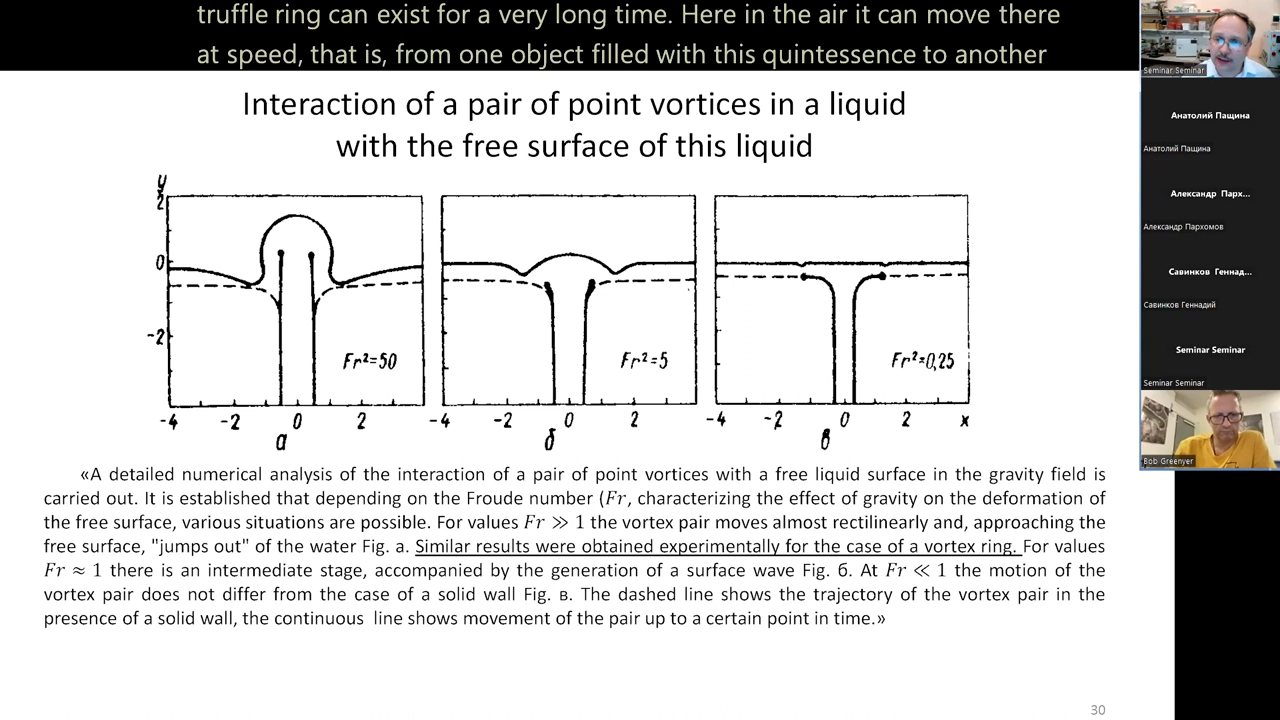 truffle ring can exist for a very long time. Here in the air it can move there
at speed, that is, from one object filled with this quintessence to another
Interaction of a pair of point vortices in a liquid
with the free surface of this liquid
y
2
0
-2
Fr²=50
-4 -2 0 2
а
Fr²=5
-4 -2 0 2
б
Fr²=0,25
-4 -2 0 2 x
в
«A detailed numerical analysis of the interaction of a pair of point vortices with a free liquid surface in the gravity field is
carried out. It is established that depending on the Froude number (Fr, characterizing the effect of gravity on the deformation of
the free surface, various situations are possible. For values Fr ≫ 1 the vortex pair moves almost rectilinearly and, approaching the
free surface, "jumps out" of the water Fig. a. Similar results were obtained experimentally for the case of a vortex ring. For values
Fr ≈ 1 there is an intermediate stage, accompanied by the generation of a surface wave Fig. б. At Fr ≪ 1 the motion of the
vortex pair does not differ from the case of a solid wall Fig. в. The dashed line shows the trajectory of the vortex pair in the
presence of a solid wall, the continuous line shows movement of the pair up to a certain point in time.»
30
Seminar Seminar
Анатолий Пащина
Анатолий Пащина
Александр Парх...
Александр Пархомов
Савинков Геннад...
Савинков Геннадий
Seminar Seminar
Seminar Seminar
Bob Greenyer